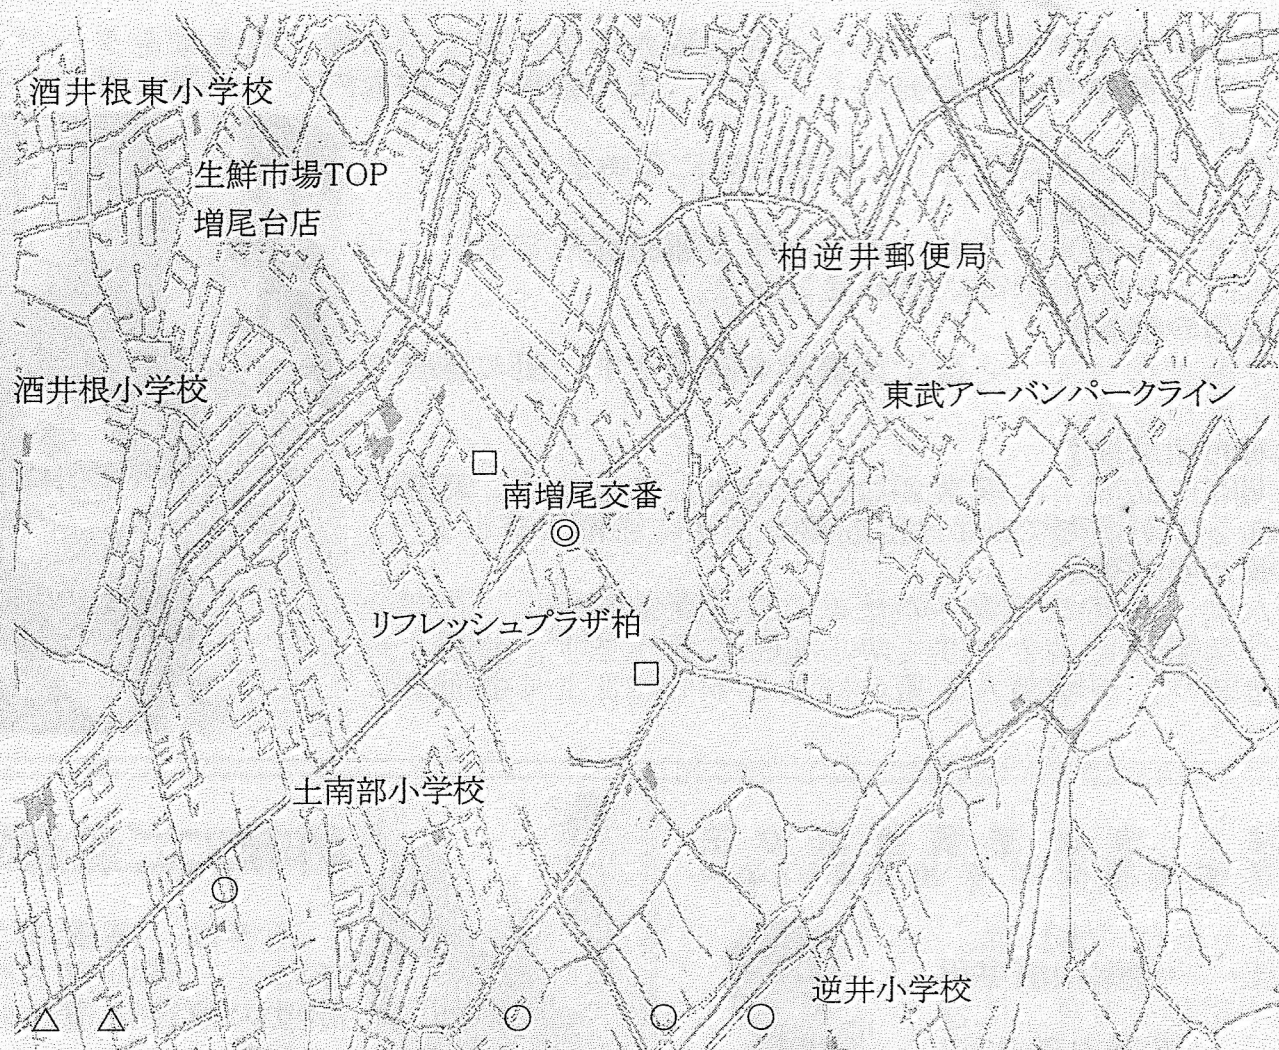 酒井根東小学校
生鮮市場TOP
増尾台店
柏逆井郵便局
酒井根小学校
東武アーバンパークライン
南増尾交番
リフレッシュプラザ柏
土南部小学校
逆井小学校